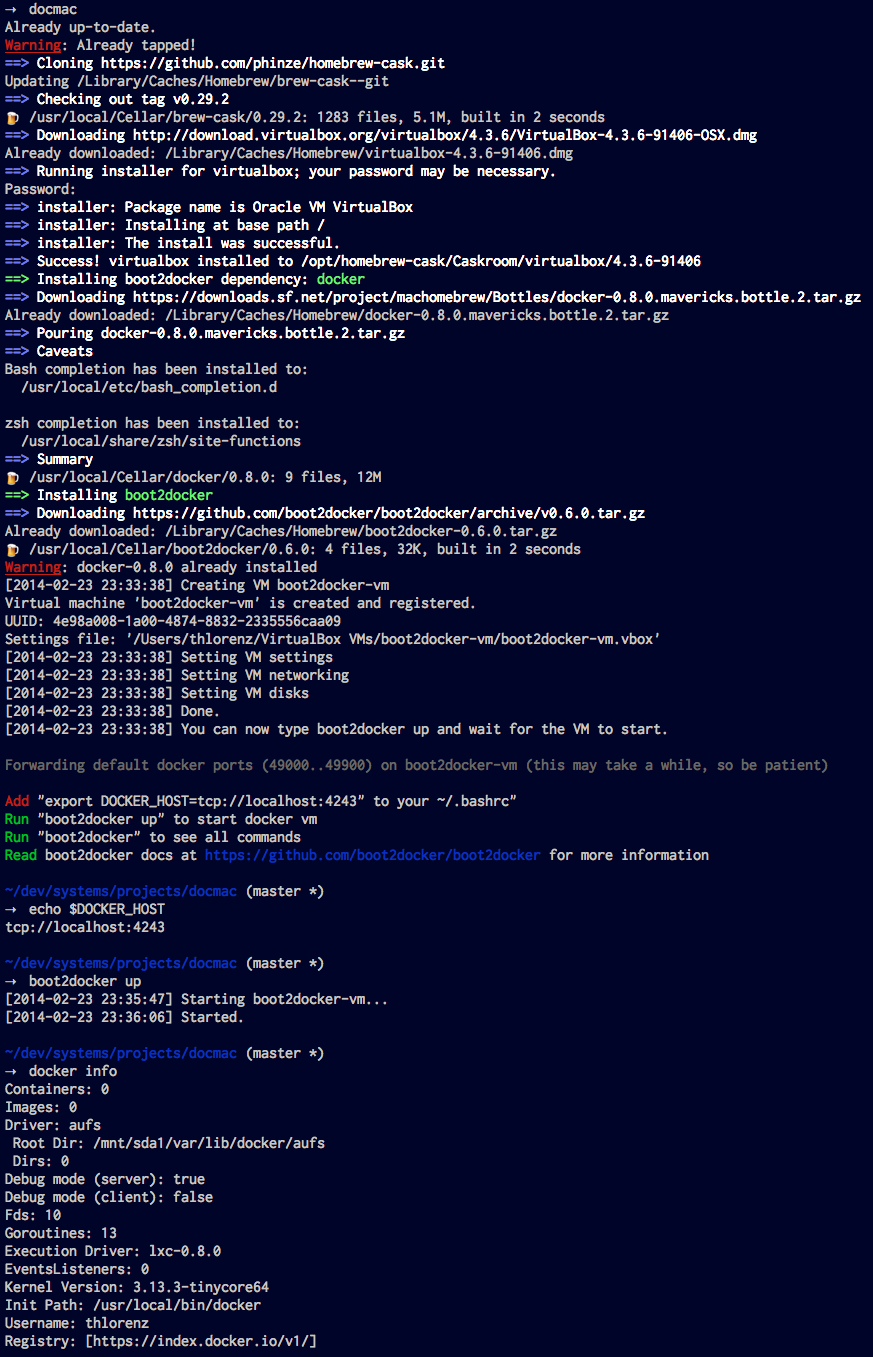 →  docmac
Already up-to-date.
Warning: Already tapped!
==> Cloning https://github.com/phinze/homebrew-cask.git
Updating /Library/Caches/Homebrew/brew-cask--git
==> Checking out tag v0.29.2
🍺 /usr/local/Cellar/brew-cask/0.29.2: 1283 files, 5.1M, built in 2 seconds
==> Downloading http://download.virtualbox.org/virtualbox/4.3.6/VirtualBox-4.3.6-91406-OSX.dmg
Already downloaded: /Library/Caches/Homebrew/virtualbox-4.3.6-91406.dmg
==> Running installer for virtualbox; your password may be necessary.
Password:
==> installer: Package name is Oracle VM VirtualBox
==> installer: Installing at base path /
==> installer: The install was successful.
==> Success! virtualbox installed to /opt/homebrew-cask/Caskroom/virtualbox/4.3.6-91406
==> Installing boot2docker dependency: docker
==> Downloading https://downloads.sf.net/project/machomebrew/Bottles/docker-0.8.0.mavericks.bottle.2.tar.gz
Already downloaded: /Library/Caches/Homebrew/docker-0.8.0.mavericks.bottle.2.tar.gz
==> Pouring docker-0.8.0.mavericks.bottle.2.tar.gz
==> Caveats
Bash completion has been installed to:
  /usr/local/etc/bash_completion.d

zsh completion has been installed to:
  /usr/local/share/zsh/site-functions
==> Summary
🍺 /usr/local/Cellar/docker/0.8.0: 9 files, 12M
==> Installing boot2docker
==> Downloading https://github.com/boot2docker/boot2docker/archive/v0.6.0.tar.gz
Already downloaded: /Library/Caches/Homebrew/boot2docker-0.6.0.tar.gz
🍺 /usr/local/Cellar/boot2docker/0.6.0: 4 files, 32K, built in 2 seconds
Warning: docker-0.8.0 already installed
[2014-02-23 23:33:38] Creating VM boot2docker-vm
Virtual machine 'boot2docker-vm' is created and registered.
UUID: 4e98a008-1a00-4874-8832-2335556caa09
Settings file: '/Users/thlorenz/VirtualBox VMs/boot2docker-vm/boot2docker-vm.vbox'
[2014-02-23 23:33:38] Setting VM settings
[2014-02-23 23:33:38] Setting VM networking
[2014-02-23 23:33:38] Setting VM disks
[2014-02-23 23:33:38] Done.
[2014-02-23 23:33:38] You can now type boot2docker up and wait for the VM to start.

Forwarding default docker ports (49000..49900) on boot2docker-vm (this may take a while, so be patient)

Add "export DOCKER_HOST=tcp://localhost:4243" to your ~/.bashrc"
Run "boot2docker up" to start docker vm
Run "boot2docker" to see all commands
Read boot2docker docs at https://github.com/boot2docker/boot2docker for more information

~/dev/systems/projects/docmac (master *)
→  echo $DOCKER_HOST
tcp://localhost:4243

~/dev/systems/projects/docmac (master *)
→  boot2docker up
[2014-02-23 23:35:47] Starting boot2docker-vm...
[2014-02-23 23:36:06] Started.

~/dev/systems/projects/docmac (master *)
→  docker info
Containers: 0
Images: 0
Driver: aufs
 Root Dir: /mnt/sda1/var/lib/docker/aufs
 Dirs: 0
Debug mode (server): true
Debug mode (client): false
Fds: 10
Goroutines: 13
Execution Driver: lxc-0.8.0
EventsListeners: 0
Kernel Version: 3.13.3-tinycore64
Init Path: /usr/local/bin/docker
Username: thlorenz
Registry: [https://index.docker.io/v1/]